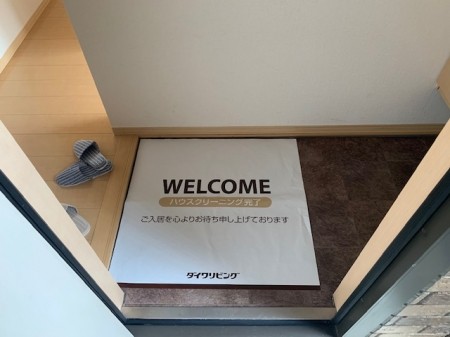 WELCOME
ハウスクリーニング完了
ご入居を心よりお待ち申し上げております
ダイワリビング